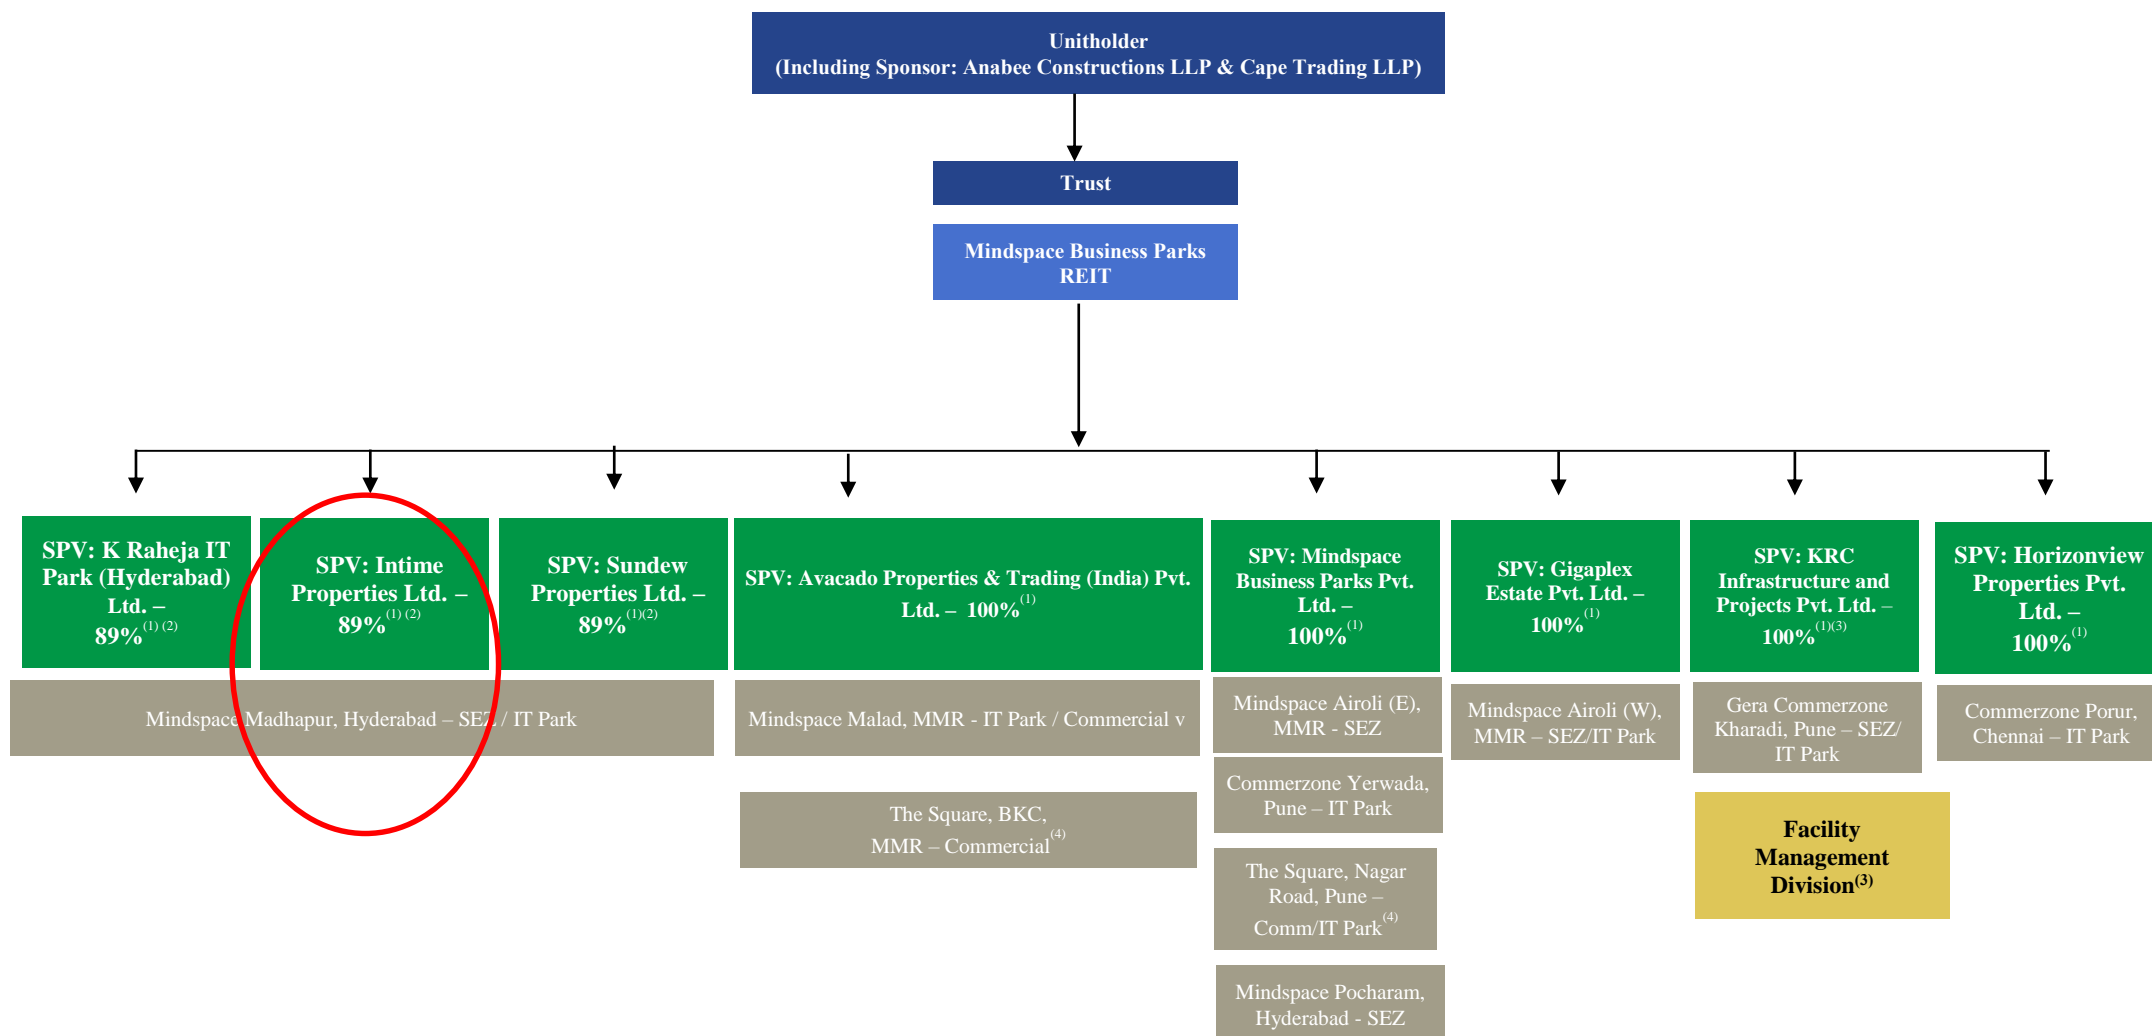 Unitholder
(Including Sponsor: Anabee Constructions LLP & Cape Trading LLP)
Trust
Mindspace Business Parks
REIT
SPV: K Raheja IT
Park (Hyderabad)
Ltd. –
89%(1) (2)
SPV: Intime
Properties Ltd. –
89%(1) (2)
SPV: Sundew
Properties Ltd. –
89%(1)(2)
SPV: Avacado Properties & Trading (India) Pvt.
Ltd. – 100%(1)
SPV: Mindspace
Business Parks Pvt.
Ltd. –
100%(1)
SPV: Gigaplex
Estate Pvt. Ltd. –
100%(1)
SPV: KRC
Infrastructure and
Projects Pvt. Ltd. –
100%(1)(3)
SPV: Horizonview
Properties Pvt.
Ltd. –
100%(1)
Mindspace Madhapur, Hyderabad – SEZ / IT Park
Mindspace Malad, MMR - IT Park / Commercial v
The Square, BKC,
MMR – Commercial(4)
Mindspace Airoli (E),
MMR - SEZ
Commerzone Yerwada,
Pune – IT Park
The Square, Nagar
Road, Pune –
Comm/IT Park(4)
Mindspace Pocharam,
Hyderabad - SEZ
Mindspace Airoli (W),
MMR – SEZ/IT Park
Gera Commerzone
Kharadi, Pune – SEZ/
IT Park
Facility
Management
Division(3)
Commerzone Porur,
Chennai – IT Park